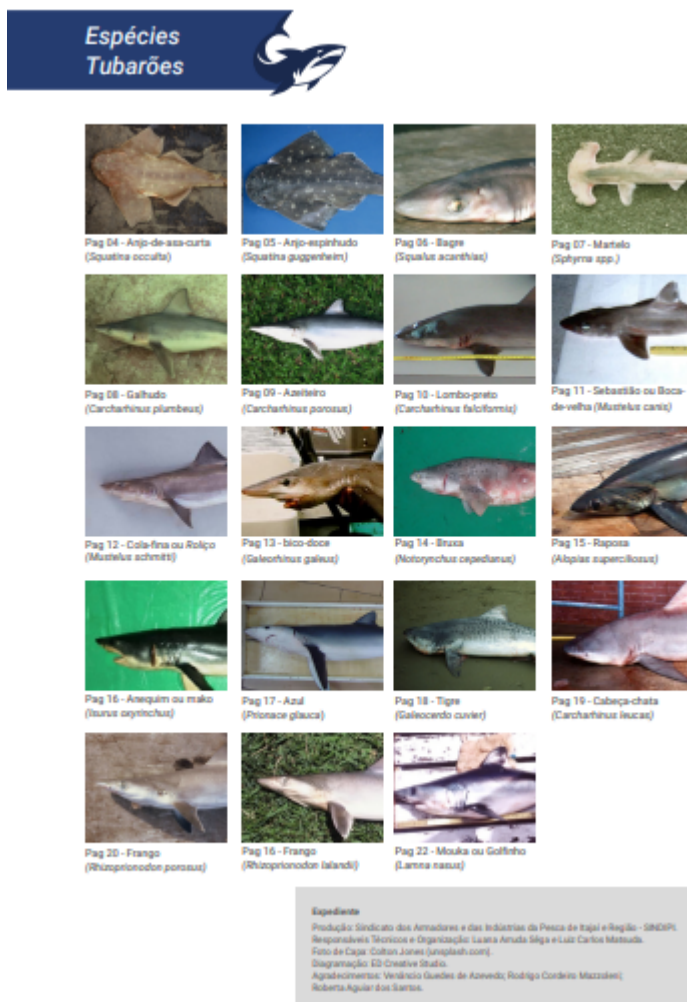 Espécies
Tubarões
Pag 04 - Anjo-de-asa-curta
(Squatina occulta)
Pag 05 - Anjo-espinhudo
(Squatina guggenheim)
Pag 06 - Bagre
(Squalus acanthias)
Pag 07 - Martelo
(Sphyrna spp.)
Pag 08 - Galhudo
(Carcharhinus plumbeus)
Pag 09 - Azeiteiro
(Carcharhinus porosus)
Pag 10 - Lombo-preto
(Carcharhinus falciformis)
Pag 11 - Sebastião ou Boca-
de-velha (Mustelus canis)
Pag 12 - Cola-fina ou Roliço
(Mustelus schmitti)
Pag 13 - bico-doce
(Galeorhinus galeus)
Pag 14 - Bruxa
(Notorynchus cepedianus)
Pag 15 - Raposa
(Alopias superciliosus)
Pag 16 - Anequim ou mako
(Isurus oxyrinchus)
Pag 17 - Azul
(Prionace glauca)
Pag 18 - Tigre
(Galeocerdo cuvier)
Pag 19 - Cabeça-chata
(Carcharhinus leucas)
Pag 20 - Frango
(Rhizoprionodon porosus)
Pag 16 - Frango
(Rhizoprionodon lalandii)
Pag 22 - Mouka ou Golfinho
(Lamna nasus)
Expediente
Produção: Sindicato dos Armadores e das Indústrias da Pesca de Itajaí e Região - SINDIPI.
Responsáveis Técnicos e Organização: Luana Arruda Sêga e Luiz Carlos Matsuda.
Foto de Capa: Colton Jones (unsplash.com).
Diagramação: ED Creative Studio.
Agradecimentos: Venâncio Guedes de Azevedo; Rodrigo Cordeiro Mazzoleni;
Roberta Aguiar dos Santos.